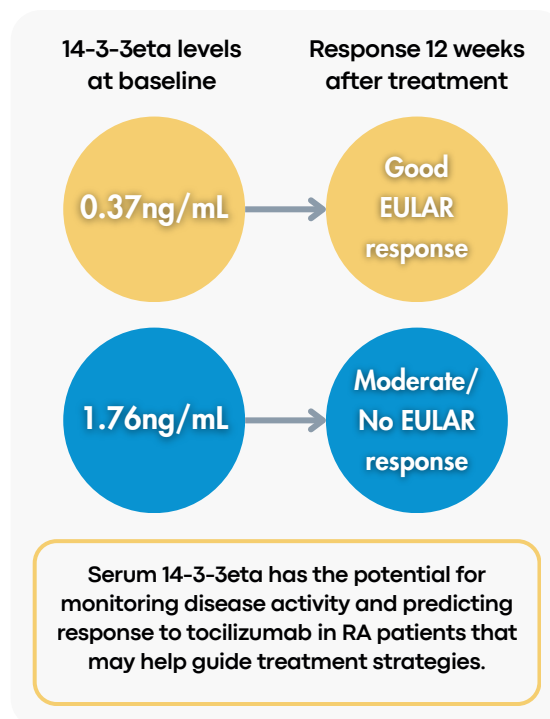 14-3-3eta levels
at baseline
Response 12 weeks
after treatment
0.37ng/mL
Good
EULAR
response
1.76ng/mL
Moderate/
No EULAR
response
Serum 14-3-3eta has the potential for
monitoring disease activity and predicting
response to tocilizumab in RA patients that
may help guide treatment strategies.